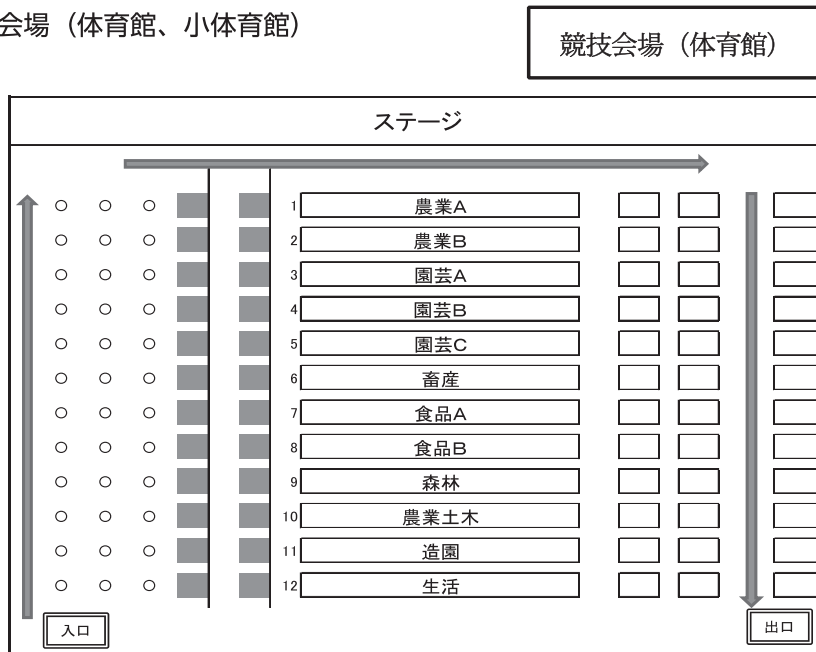 会場（体育館、小体育館）
競技会場（体育館）
ステージ
1 農業A
2 農業B
3 園芸A
4 園芸B
5 園芸C
6 畜産
7 食品A
8 食品B
9 森林
10 農業土木
11 造園
12 生活
入口
出口